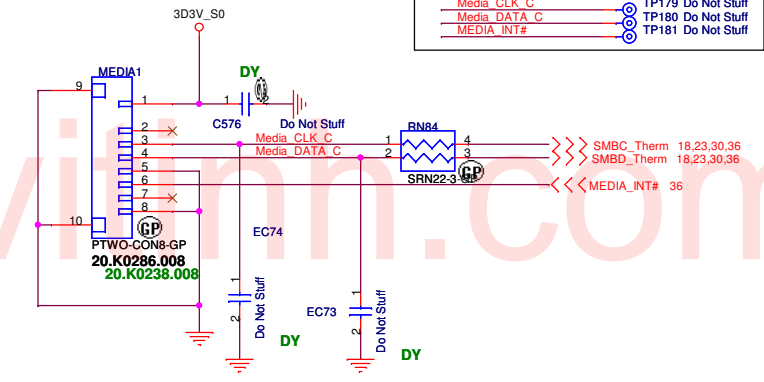 Media_CLK_C TP179 Do Not Stuff
Media_DATA_C TP180 Do Not Stuff
MEDIA_INT# TP181 Do Not Stuff
3D3V_S0
MEDIA1
DY
9
1
1
2
C576
Do Not Stuff
2
3
4
5
6
7
8
10
Media_CLK_C
Media_DATA_C
RN84
1
2
4
3
SRN22-3-GP
GP
SMBC_Therm 18,23,30,36
SMBD_Therm 18,23,30,36
MEDIA_INT# 36
GP
PTWO-CON8-GP
20.K0286.008
20.K0238.008
EC74
1
2
Do Not Stuff
DY
EC73
1
2
Do Not Stuff
DY
vifinn.com